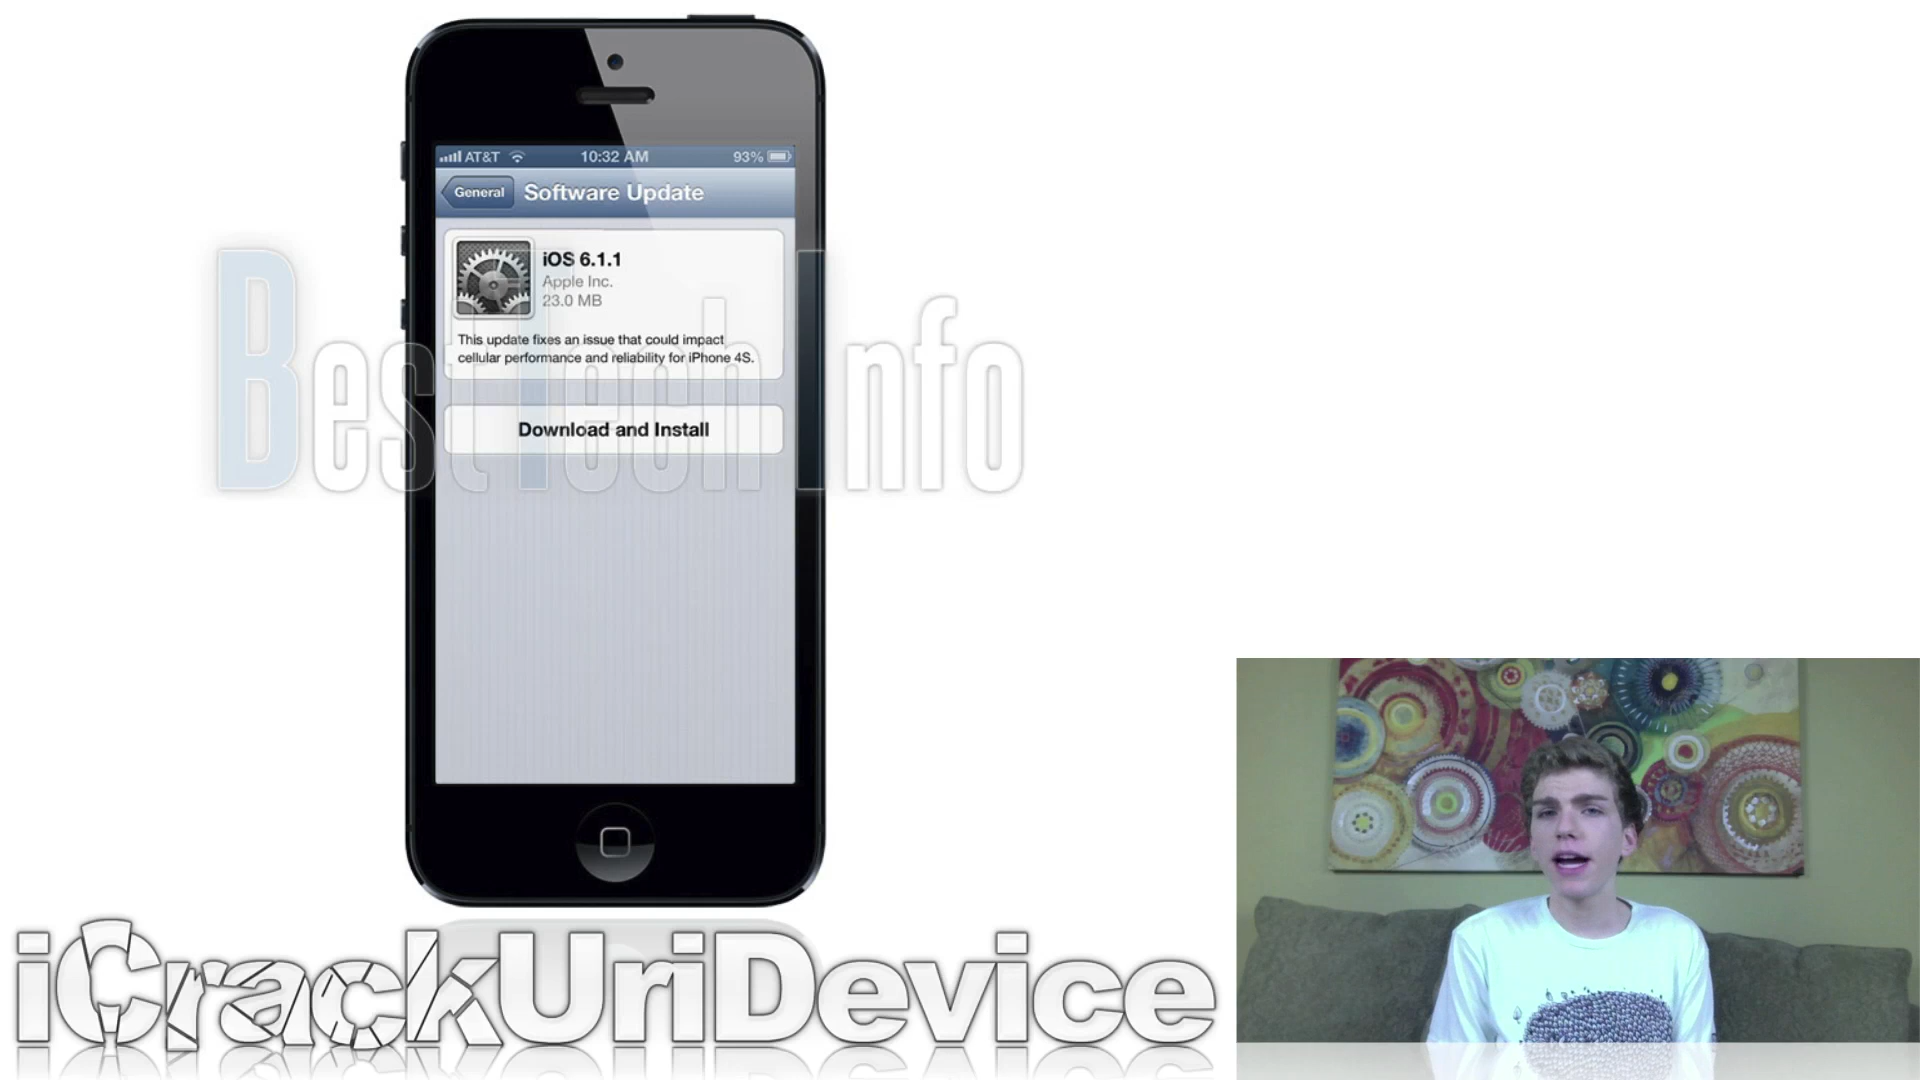 AT&T 10:32 AM 93%
General Software Update
iOS 6.1.1
Apple Inc.
23.0 MB
This update fixes an issue that could impact
cellular performance and reliability for iPhone 4S.
Best Tech Info
Download and Install
iCrackUriDevice